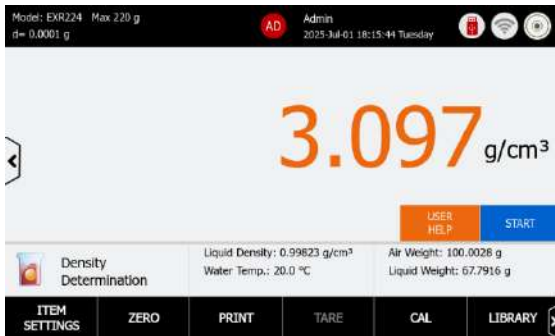 Model: EXR224 Max 220 g
d= 0.0001 g
AD
Admin
2025-Jul-01 18:15:44 Tuesday
3.097 g/cm³
USER
HELP
START
Density
Determination
Liquid Density: 0.99823 g/cm³
Water Temp.: 20.0 °C
Air Weight: 100.0028 g
Liquid Weight: 67.7916 g
ITEM
SETTINGS
ZERO
PRINT
TARE
CAL
LIBRARY